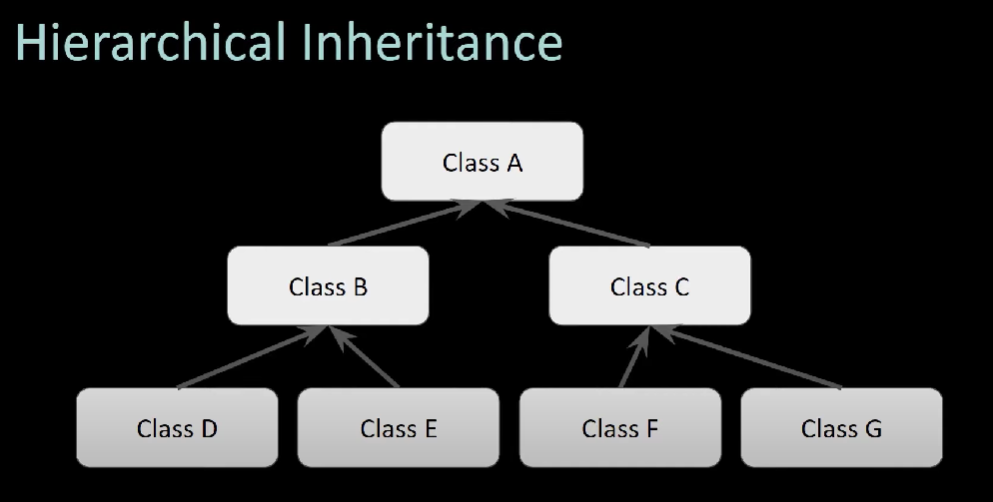 Hierarchical Inheritance
Class A
Class B
Class C
Class D
Class E
Class F
Class G